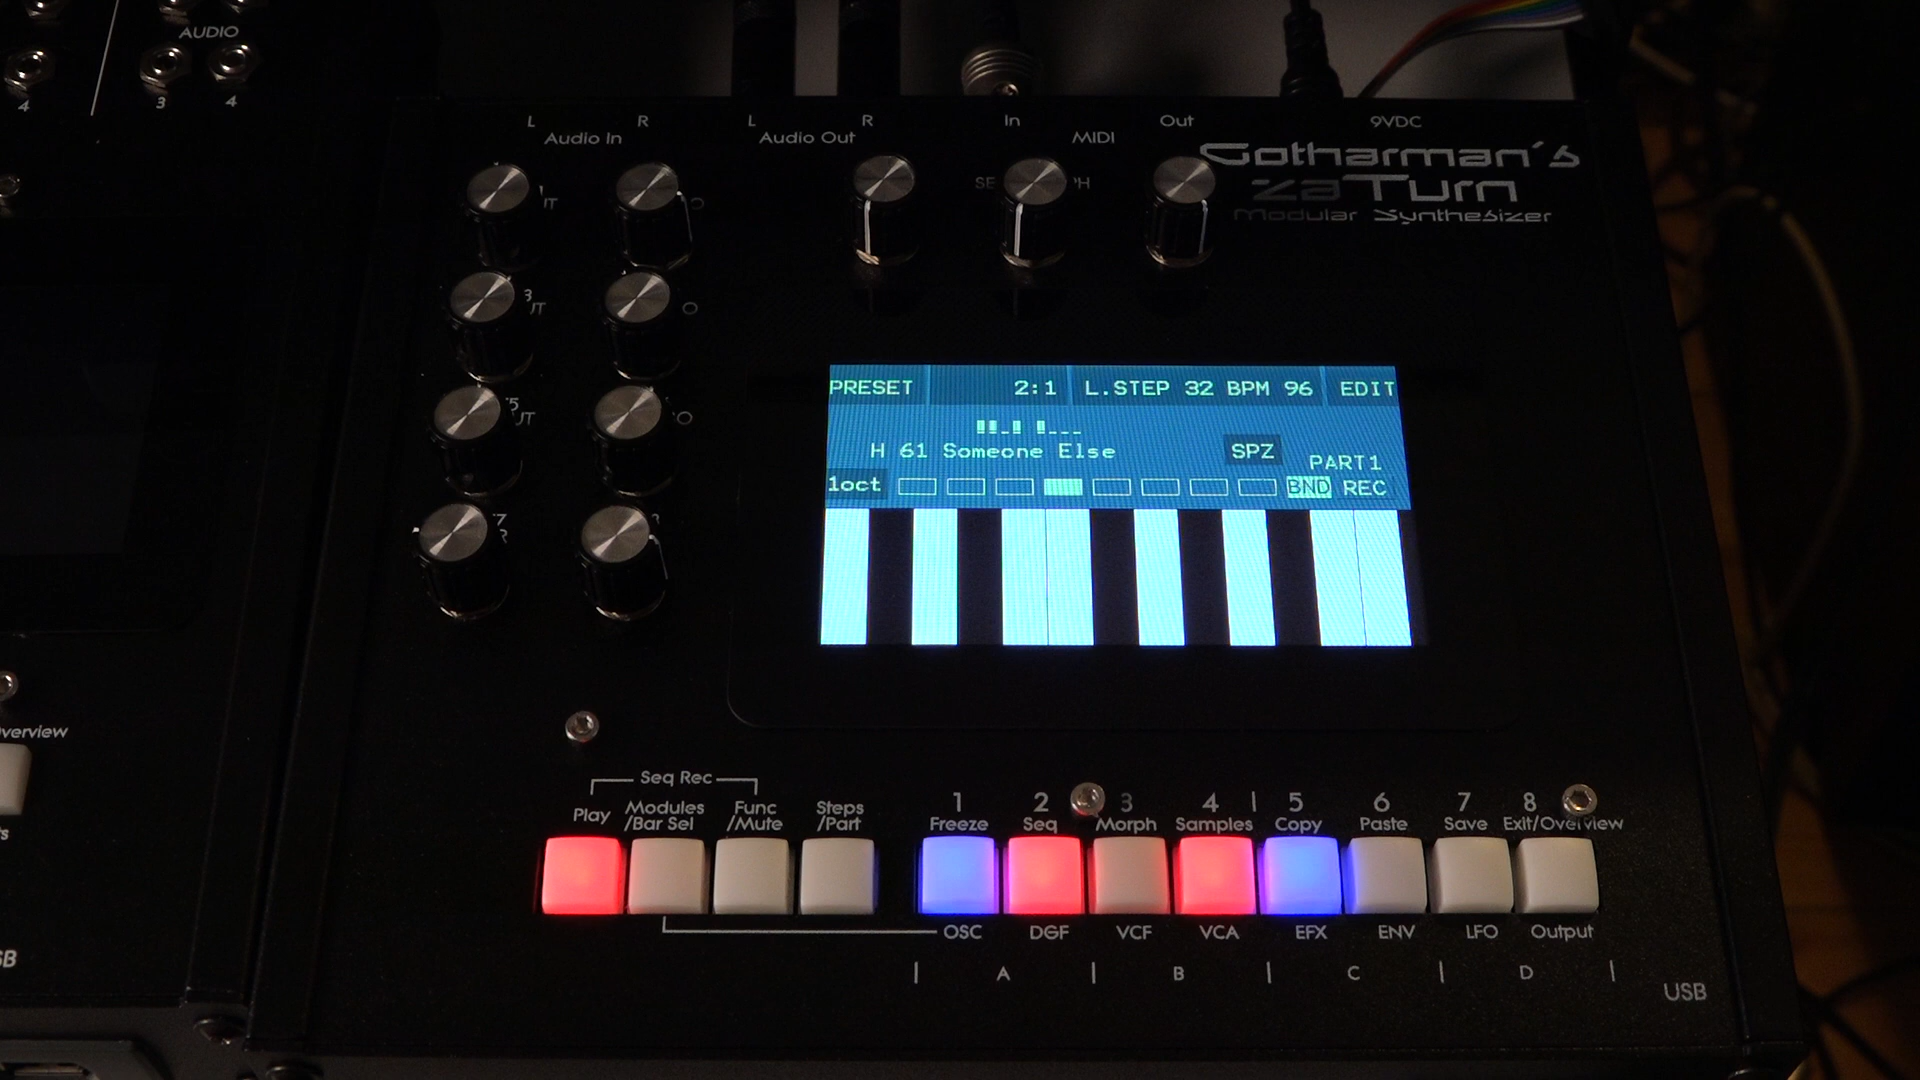 AUDIO
4
3 4
L R L R In Out 9VDC
Audio In Audio Out MIDI
Gotharman's
zaTurn
Modular Synthesizer
PRESET 2:1 L.STEP 32 BPM 96 EDIT
H 61 Someone Else SPZ PART1
1oct BND REC
verview
Seq Rec
Play Modules /Bar Sel Func /Mute Steps /Part
1 2 3 4 5 6 7 8
Freeze Seq Morph Samples Copy Paste Save Exit/Overview
OSC DGF VCF VCA EFX ENV LFO Output
A B C D
USB